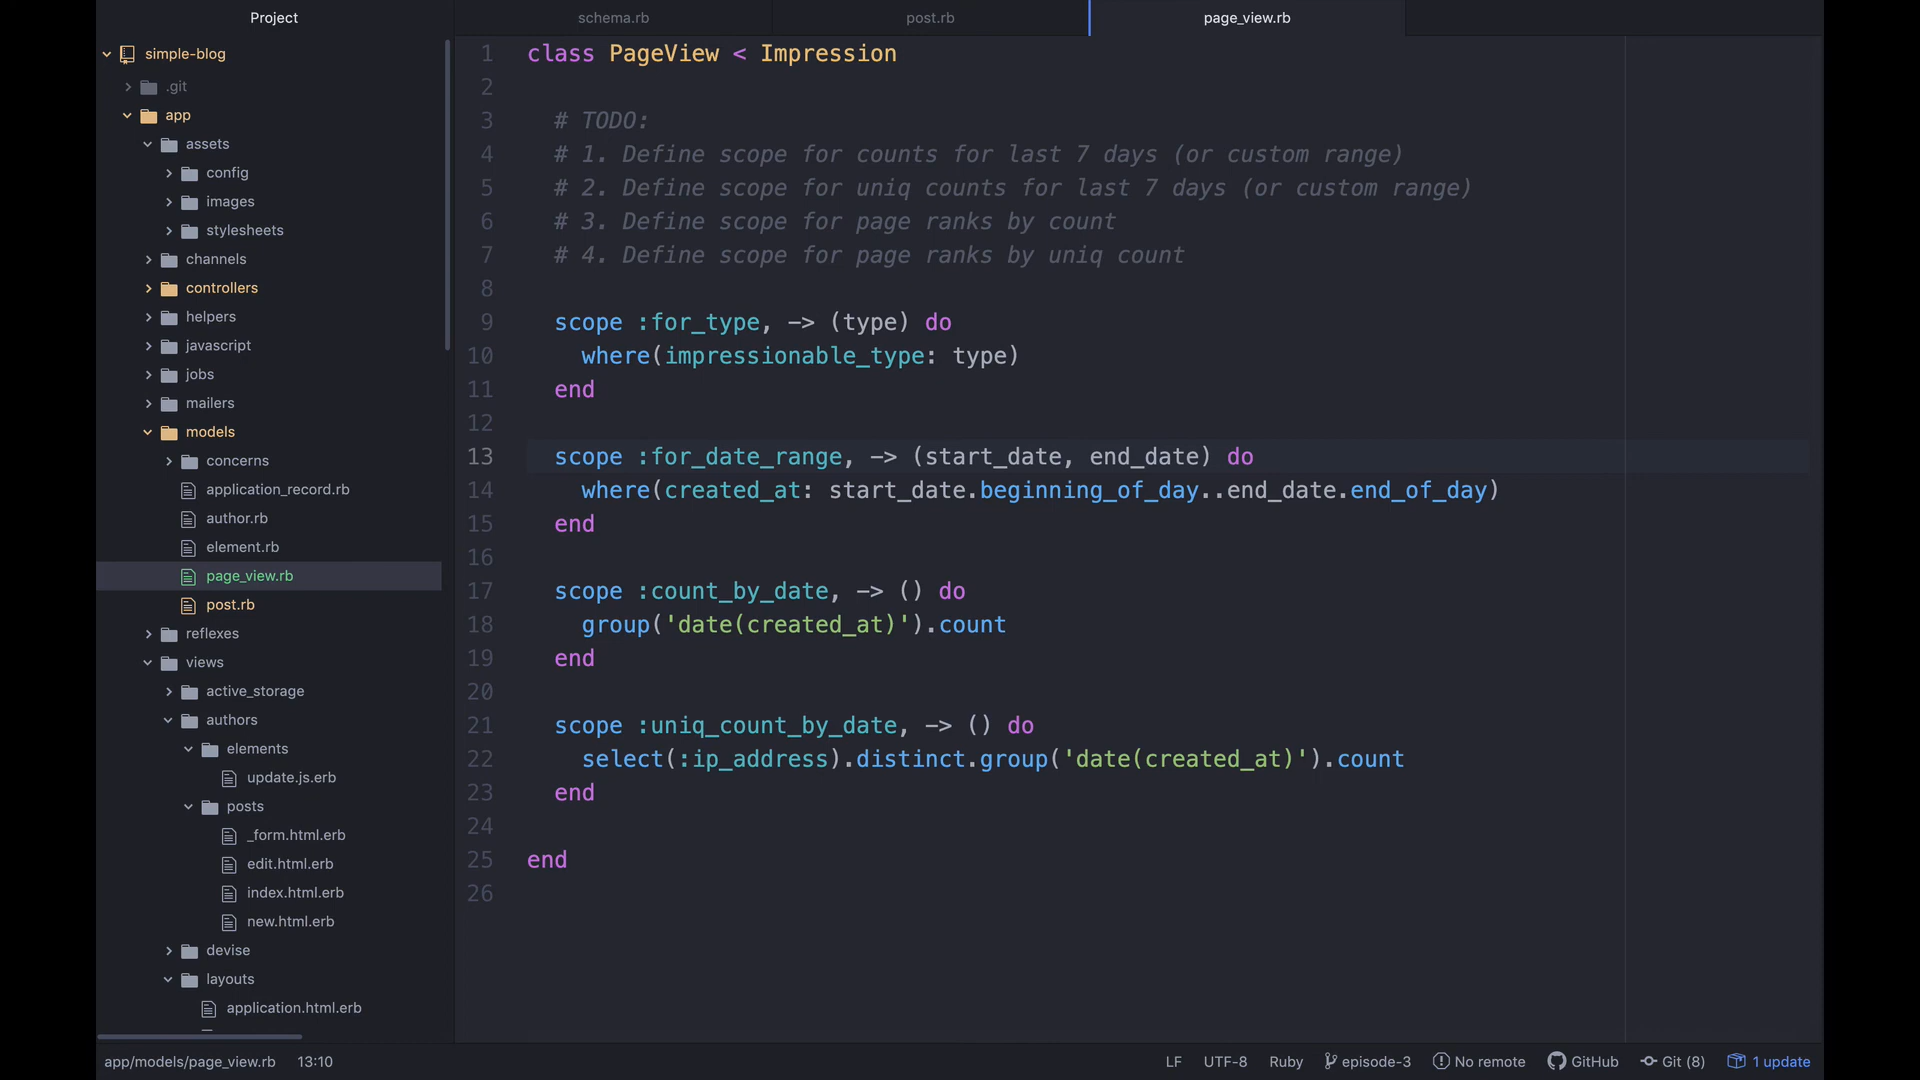 Project
simple-blog
.git
app
assets
config
images
stylesheets
channels
controllers
helpers
javascript
jobs
mailers
models
concerns
application_record.rb
author.rb
element.rb
page_view.rb
post.rb
reflexes
views
active_storage
authors
elements
update.js.erb
posts
_form.html.erb
edit.html.erb
index.html.erb
new.html.erb
devise
layouts
application.html.erb
schema.rb post.rb page_view.rb
1 class PageView < Impression
2
3 # TODO:
4 # 1. Define scope for counts for last 7 days (or custom range)
5 # 2. Define scope for uniq counts for last 7 days (or custom range)
6 # 3. Define scope for page ranks by count
7 # 4. Define scope for page ranks by uniq count
8
9 scope :for_type, -> (type) do
10 where(impressionable_type: type)
11 end
12
13 scope :for_date_range, -> (start_date, end_date) do
14 where(created_at: start_date.beginning_of_day..end_date.end_of_day)
15 end
16
17 scope :count_by_date, -> () do
18 group('date(created_at)').count
19 end
20
21 scope :uniq_count_by_date, -> () do
22 select(:ip_address).distinct.group('date(created_at)').count
23 end
24
25 end
26
app/models/page_view.rb 13:10 LF UTF-8 Ruby episode-3 No remote GitHub Git (8) 1 update